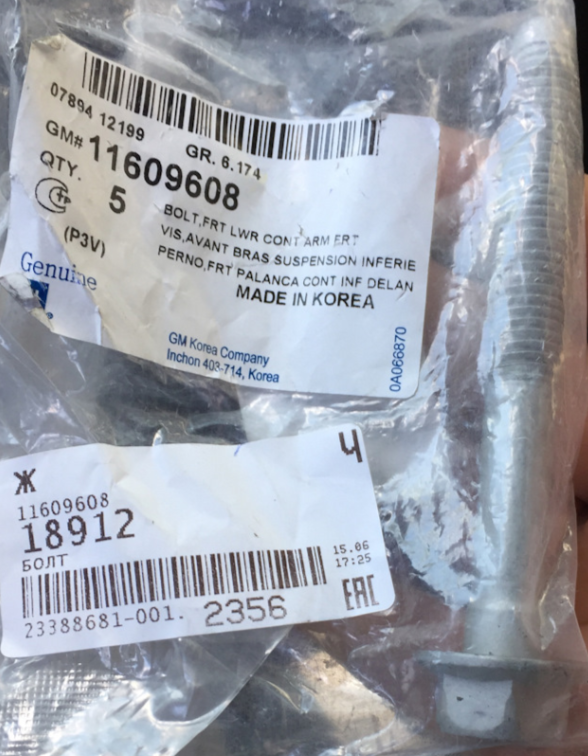 07894 12199 GR. 6.174
GM# 11609608
QTY. 5
BOLT,FRT LWR CONT ARM FRT
VIS,AVANT BRAS SUSPENSION INFERIE
(P3V) PERNO,FRT PALANCA CONT INF DELAN
MADE IN KOREA
Genuine
GM Korea Company
Inchon 403-714, Korea
0A066870
Ч
Ж
11609608
18912
БОЛТ
15.06
17:25
23388681-001. 2356
EAC